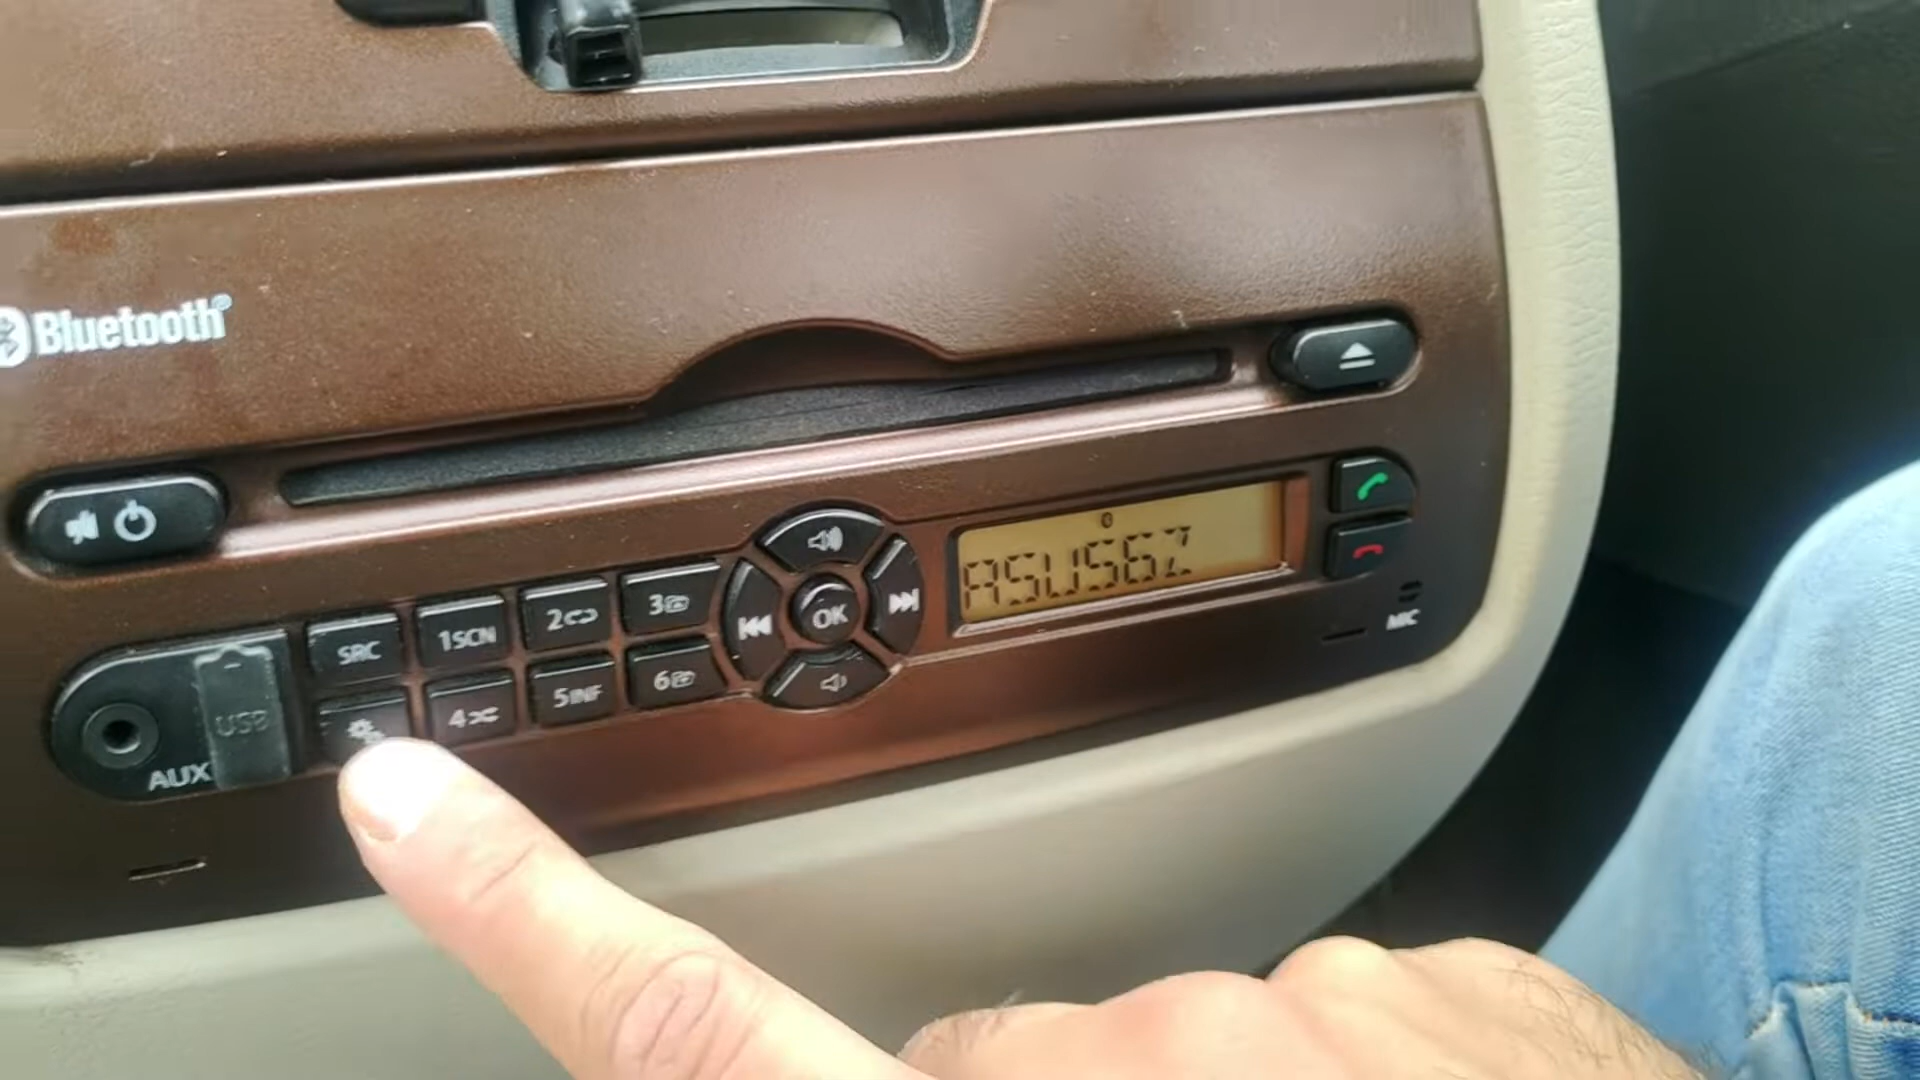 Bluetooth®
SRC
1SCN
2
3
OK
ASUS6Z
4
5INF
6
USB
AUX
MIC